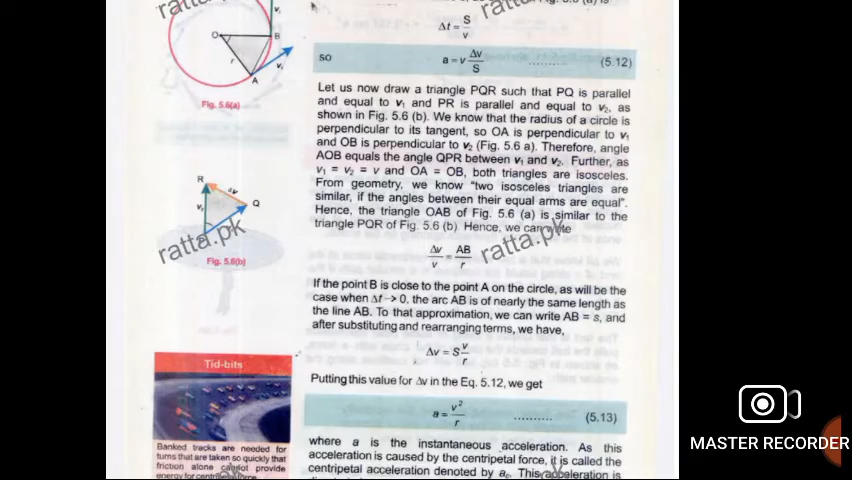 ratta.pk
ratta.pk
Δt = S/v
O
B
r
A
v₁
Fig. 5.6(a)
so a = v Δv/S .......... (5.12)
Let us now draw a triangle PQR such that PQ is parallel
and equal to v₁ and PR is parallel and equal to v₂, as
shown in Fig. 5.6 (b). We know that the radius of a circle is
perpendicular to its tangent, so OA is perpendicular to v₁
and OB is perpendicular to v₂ (Fig. 5.6 a). Therefore, angle
AOB equals the angle QPR between v₁ and v₂. Further, as
v₁ = v₂ = v and OA = OB, both triangles are isosceles.
From geometry, we know "two isosceles triangles are
similar, if the angles between their equal arms are equal".
Hence, the triangle OAB of Fig. 5.6 (a) is similar to the
triangle PQR of Fig. 5.6 (b). Hence, we can write
R
Δv
Q
v₂
ratta.pk
ratta.pk
Fig. 5.6(b)
Δv/v = AB/r
If the point B is close to the point A on the circle, as will be the
case when Δt → 0, the arc AB is of nearly the same length as
the line AB. To that approximation, we can write AB = s, and
after substituting and rearranging terms, we have,
Δv = S v/r
Putting this value for Δv in the Eq. 5.12, we get
a = v²/r .......... (5.13)
where a is the instantaneous acceleration. As this
acceleration is caused by the centripetal force, it is called the
centripetal acceleration denoted by a꜀. This acceleration is
Tid-bits
Banked tracks are needed for
turns that are taken so quickly that
friction alone cannot provide
energy for
MASTER RECORDER